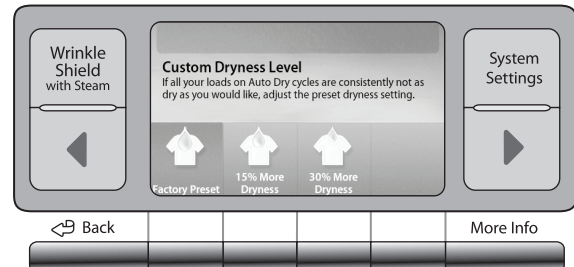 Wrinkle
Shield
with Steam
Custom Dryness Level
If all your loads on Auto Dry cycles are consistently not as
dry as you would like, adjust the preset dryness setting.
System
Settings
Factory Preset
15% More
Dryness
30% More
Dryness
Back
More Info